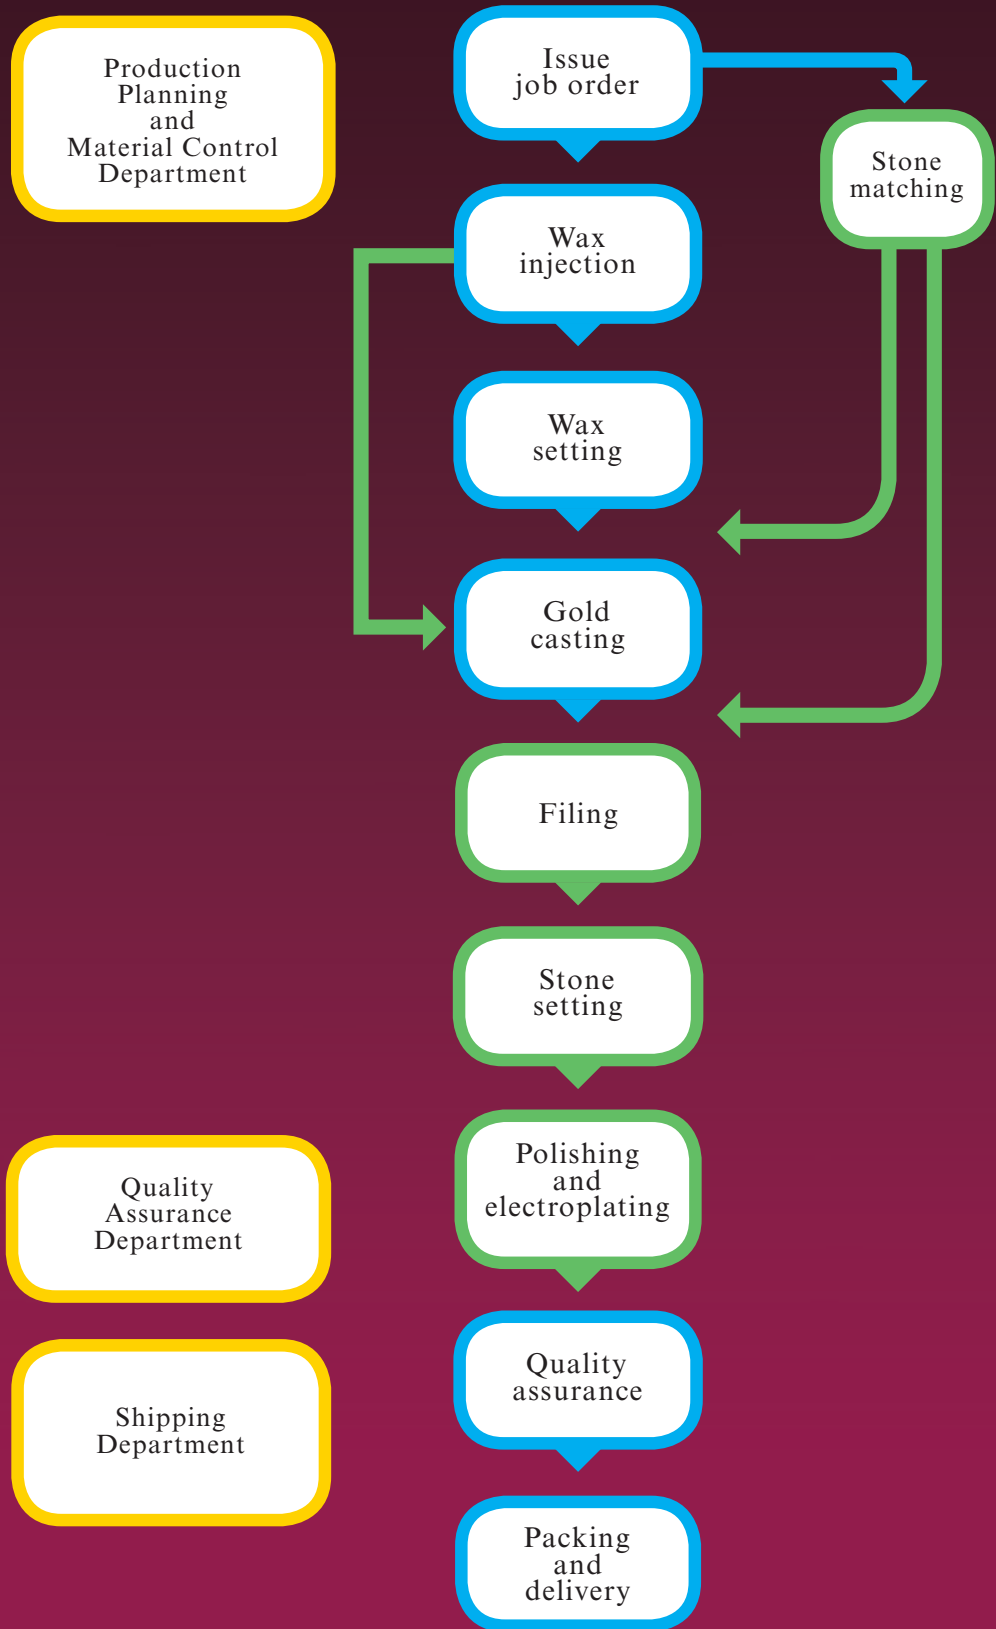 Production
Planning
and
Material Control
Department
Issue
job order
Stone
matching
Wax
injection
Wax
setting
Gold
casting
Filing
Stone
setting
Polishing
and
electroplating
Quality
Assurance
Department
Quality
assurance
Shipping
Department
Packing
and
delivery